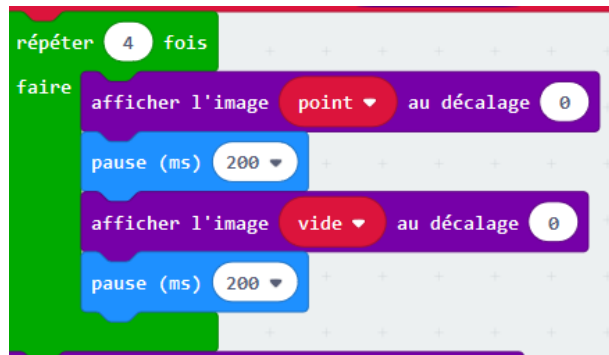 répéter 4 fois
faire
afficher l'image point au décalage 0
pause (ms) 200
afficher l'image vide au décalage 0
pause (ms) 200